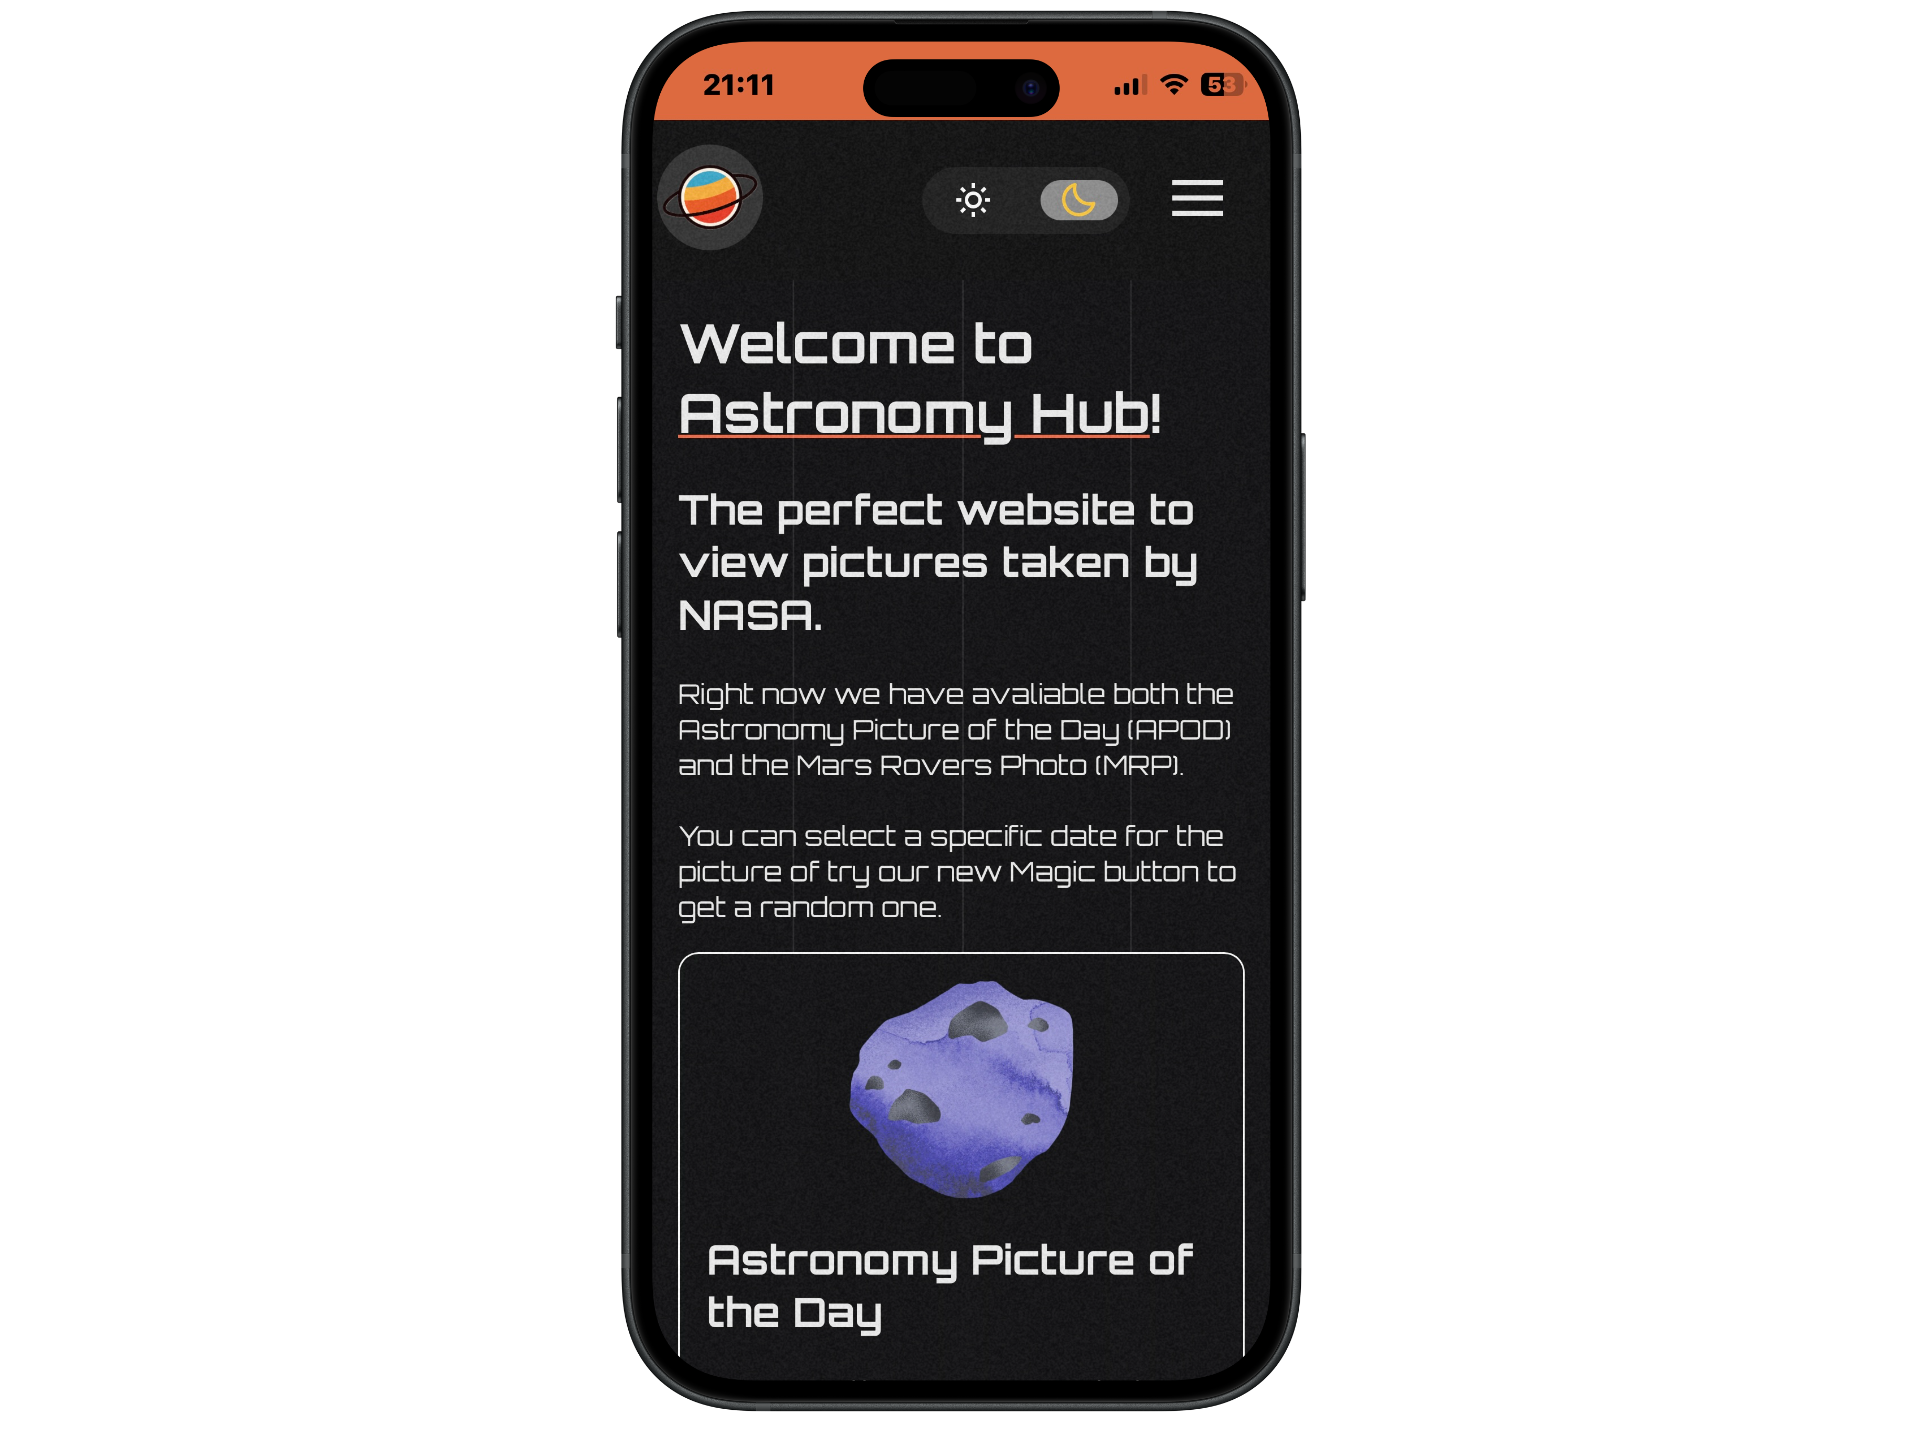 21:11
53
Welcome to
Astronomy Hub!
The perfect website to
view pictures taken by
NASA.
Right now we have avaliable both the
Astronomy Picture of the Day (APOD)
and the Mars Rovers Photo (MRP).
You can select a specific date for the
picture of try our new Magic button to
get a random one.
Astronomy Picture of
the Day